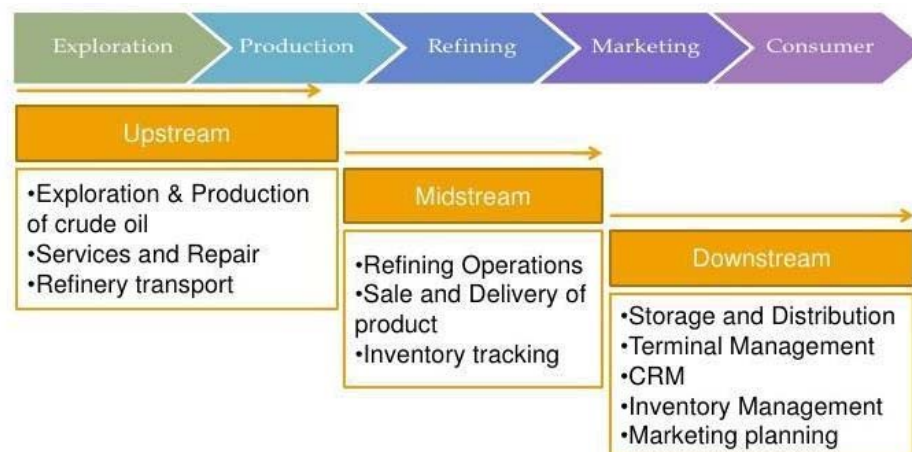 Exploration
Production
Refining
Marketing
Consumer
Upstream
•Exploration & Production
of crude oil
•Services and Repair
•Refinery transport
Midstream
•Refining Operations
•Sale and Delivery of
product
•Inventory tracking
Downstream
•Storage and Distribution
•Terminal Management
•CRM
•Inventory Management
•Marketing planning